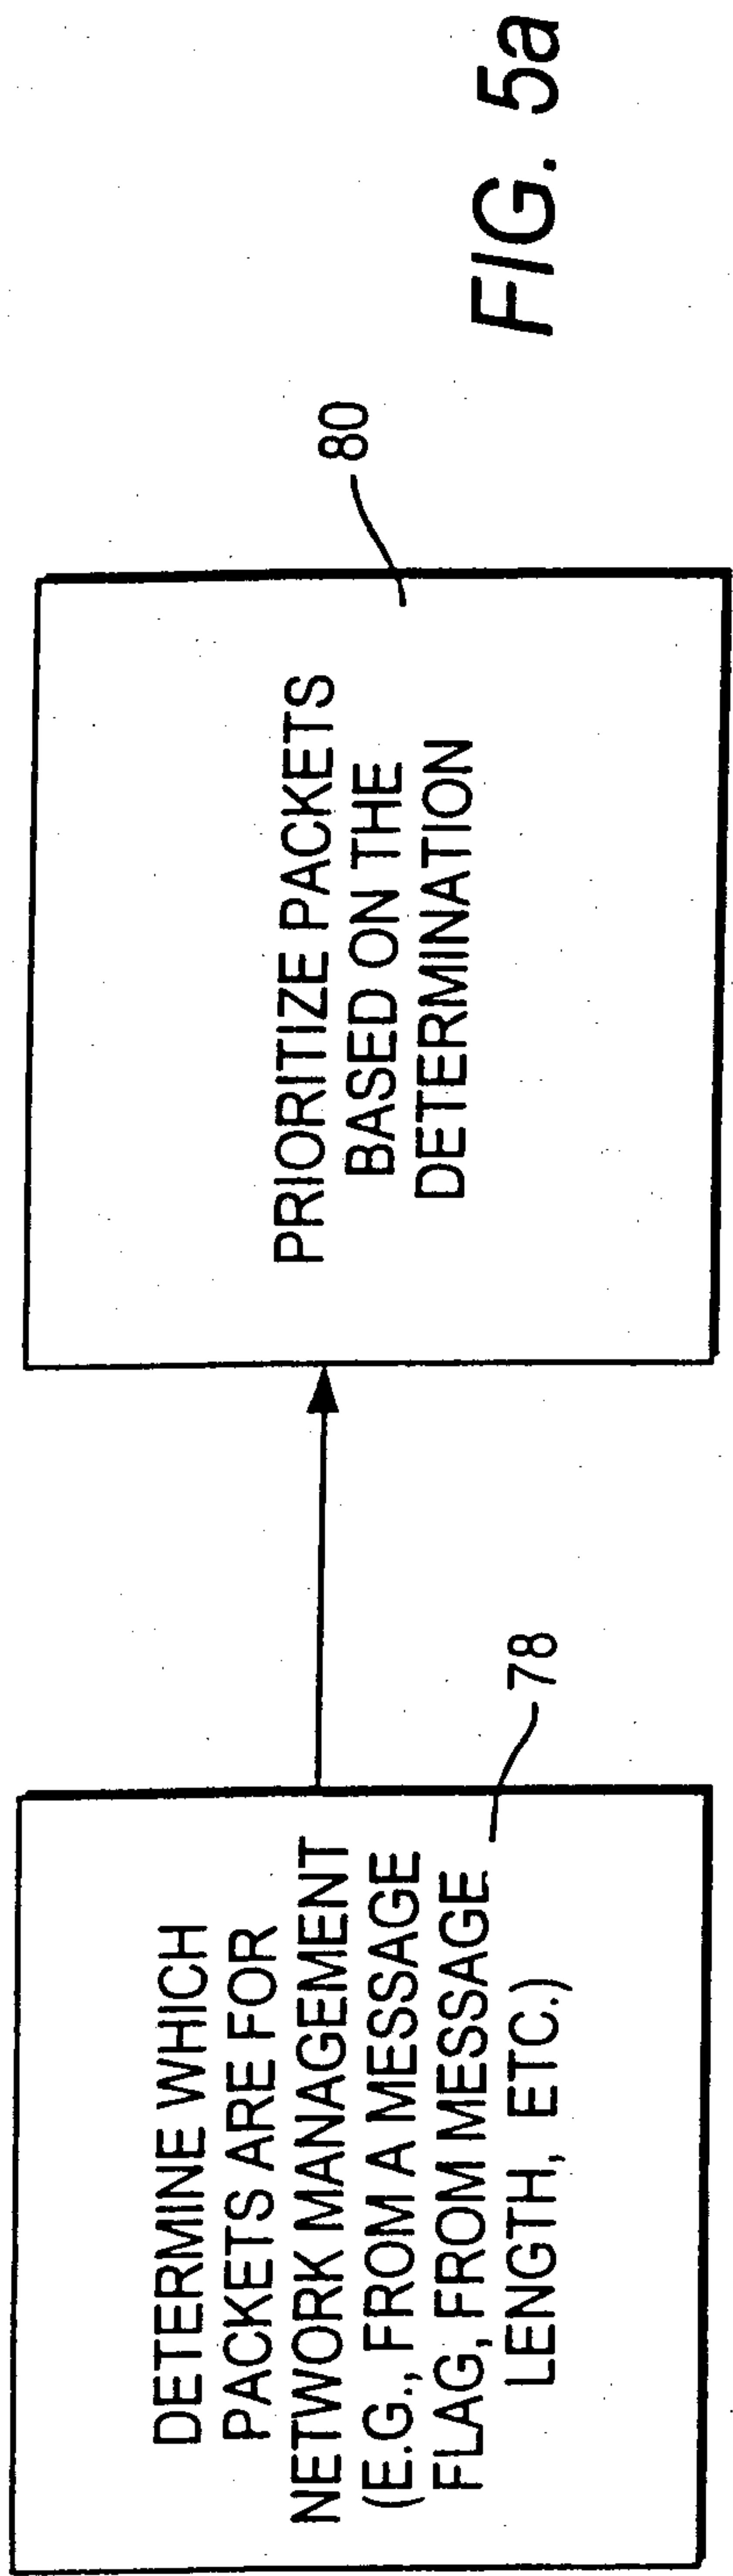 DETERMINE WHICH
PACKETS ARE FOR
NETWORK MANAGEMENT
(E.G., FROM A MESSAGE
FLAG, FROM MESSAGE
LENGTH, ETC.)
78
PRIORITIZE PACKETS
BASED ON THE
DETERMINATION
80
FIG. 5a